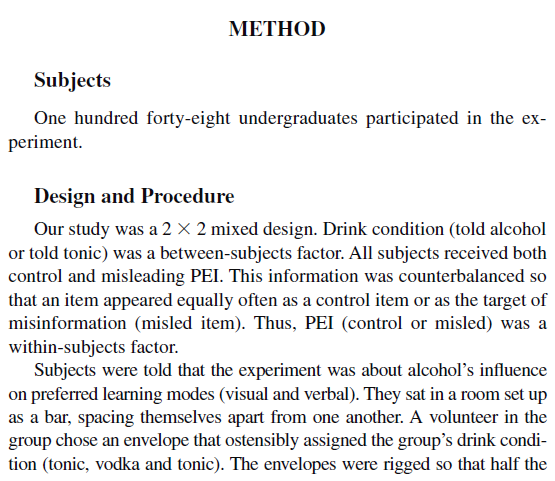 METHOD
Subjects
One hundred forty-eight undergraduates participated in the ex-
periment.
Design and Procedure
Our study was a 2 × 2 mixed design. Drink condition (told alcohol
or told tonic) was a between-subjects factor. All subjects received both
control and misleading PEI. This information was counterbalanced so
that an item appeared equally often as a control item or as the target of
misinformation (misled item). Thus, PEI (control or misled) was a
within-subjects factor.
Subjects were told that the experiment was about alcohol's influence
on preferred learning modes (visual and verbal). They sat in a room set up
as a bar, spacing themselves apart from one another. A volunteer in the
group chose an envelope that ostensibly assigned the group's drink condi-
tion (tonic, vodka and tonic). The envelopes were rigged so that half the